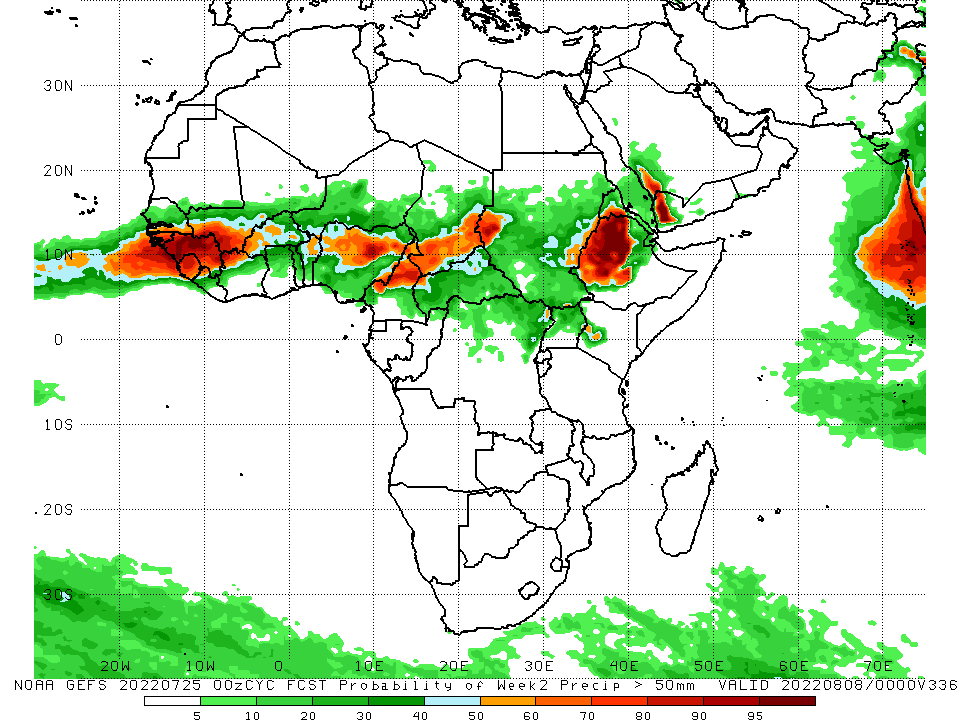 30N
20N
10N
0
10S
20S
30S
20W 10W 0 10E 20E 30E 40E 50E 60E 70E
NOAA GEFS 20220725 00zCYC FCST Probability of Week2 Precip > 50mm VALID 20220808/0000V336
5 10 20 30 40 50 60 70 80 90 95